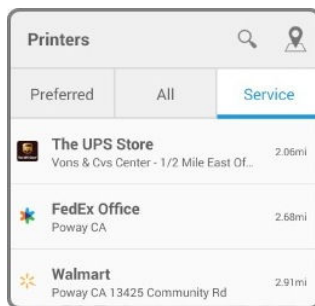 Printers
Preferred
All
Service
The UPS Store
Vons & Cvs Center - 1/2 Mile East Of...
2.06mi
FedEx Office
Poway CA
2.68mi
Walmart
Poway CA 13425 Community Rd
2.91mi